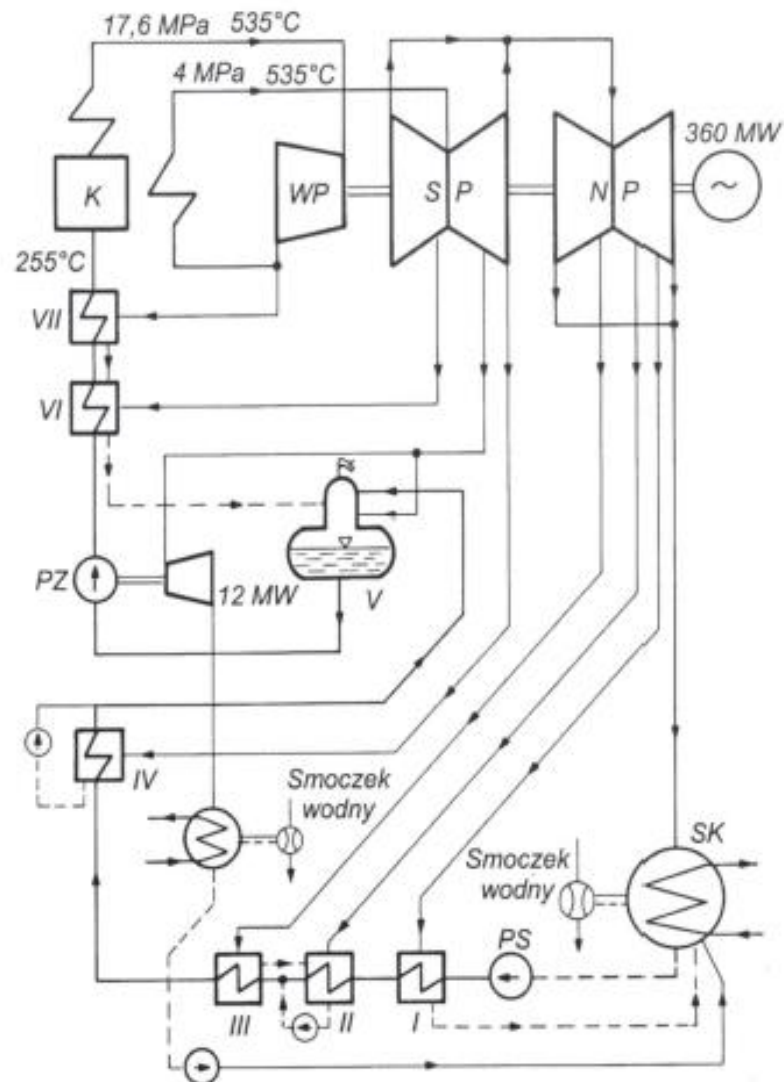 17,6 MPa 535°C
4 MPa 535°C
360 MW
K
WP
S P
N P
~
255°C
VII
VI
PZ
12 MW
V
IV
Smoczek
wodny
Smoczek
wodny
SK
PS
III
II
I